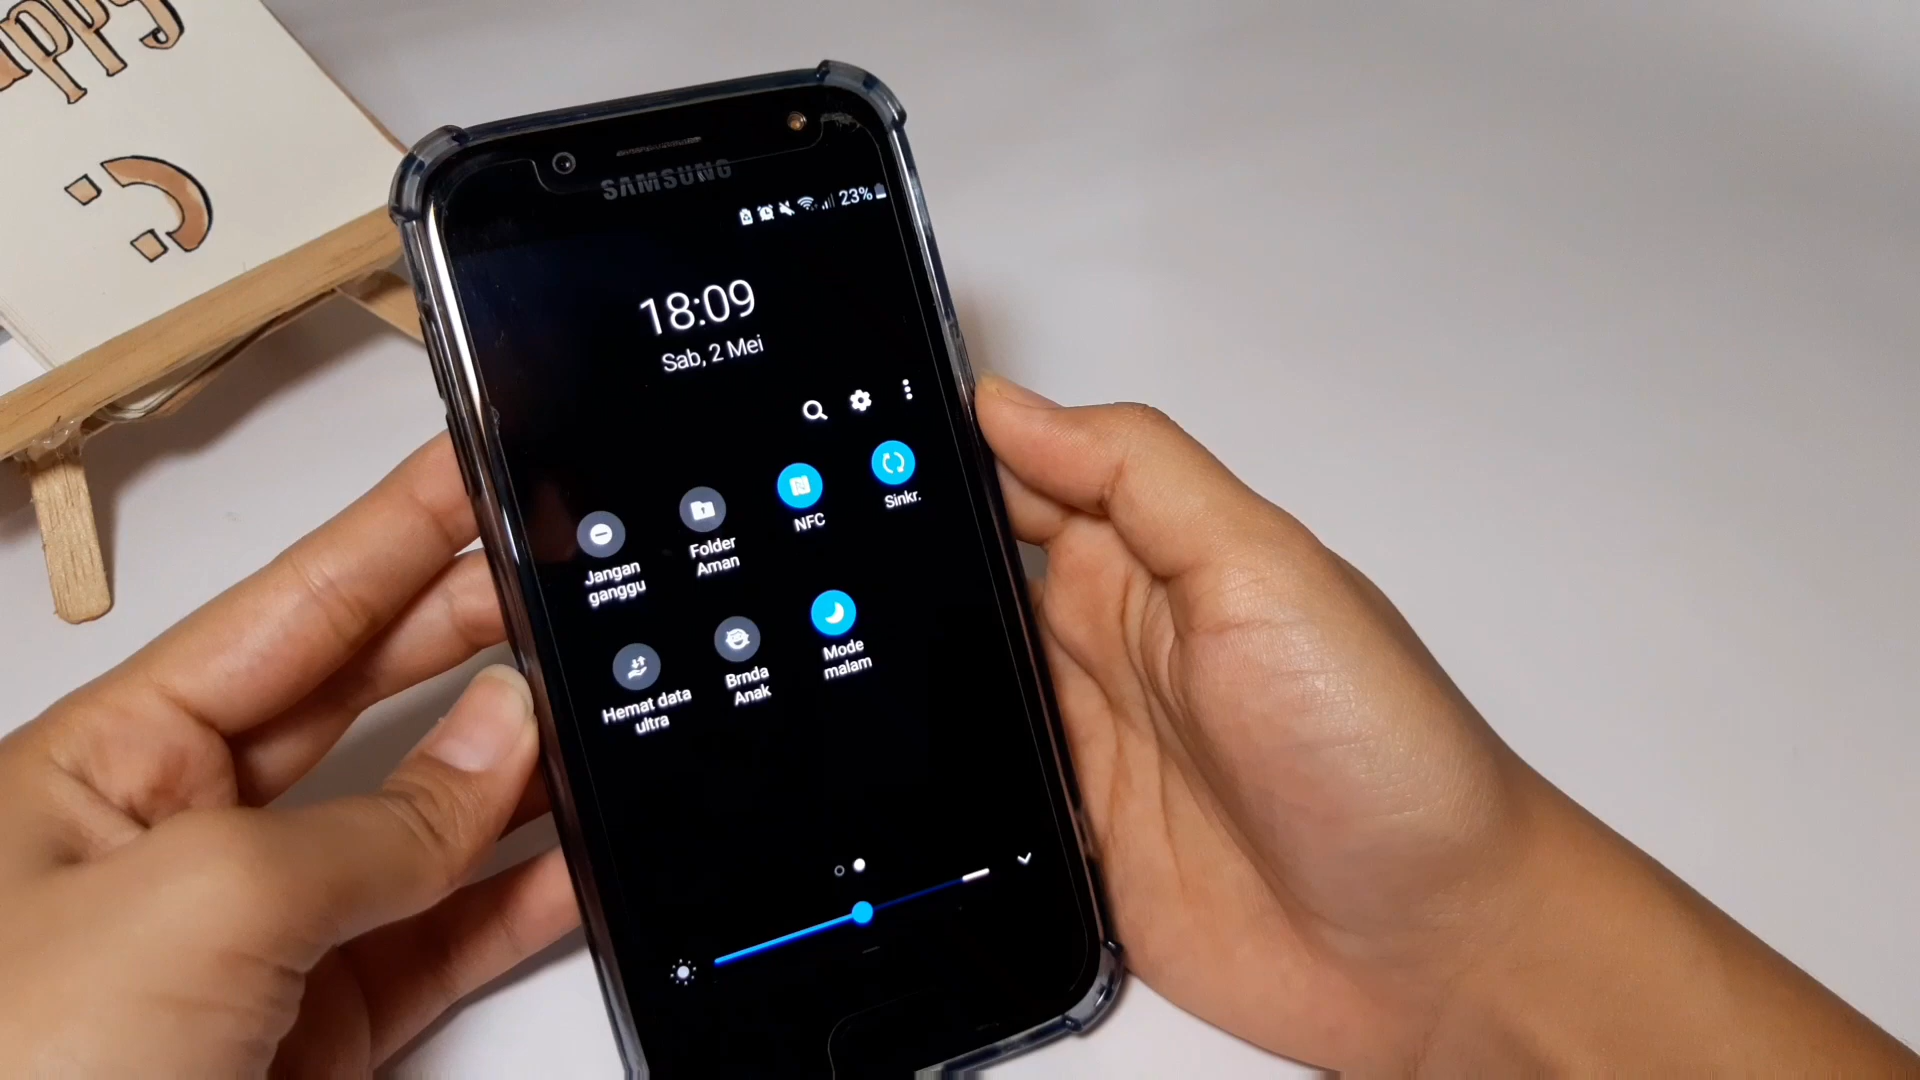 appy
SAMSUNG
23%
18:09
Sab, 2 Mei
Jangan
ganggu
Folder
Aman
NFC
Sinkr.
Hemat data
ultra
Brnda
Anak
Mode
malam